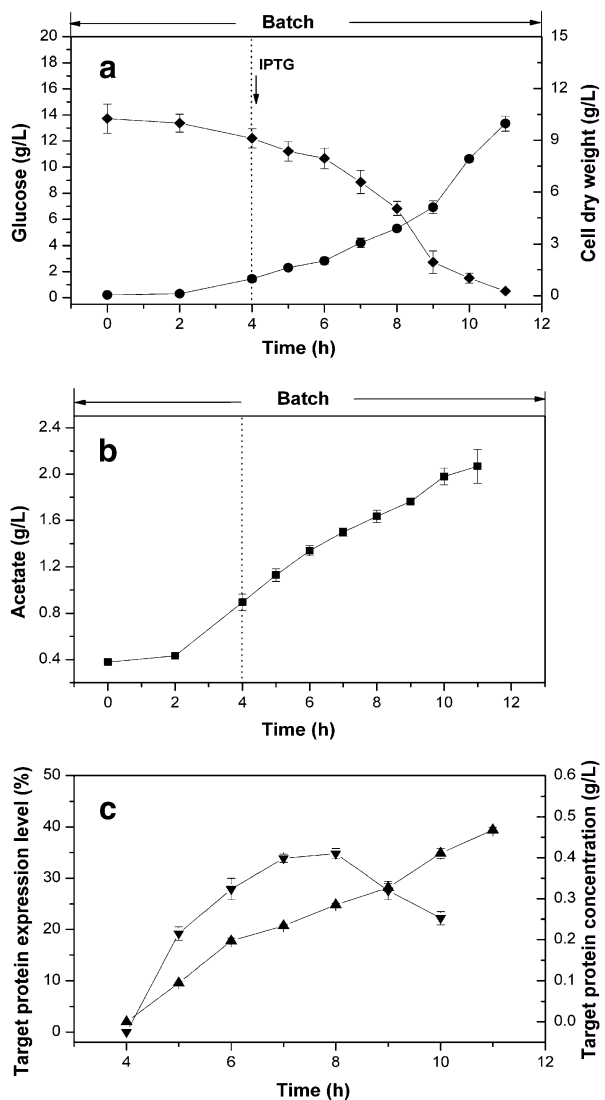 Batch
a
IPTG
Glucose (g/L)
20
18
16
14
12
10
8
6
4
2
0
Cell dry weight (g/L)
15
12
9
6
3
0
0 2 4 6 8 10 12
Time (h)
Batch
b
Acetate (g/L)
2.4
2.0
1.6
1.2
0.8
0.4
0 2 4 6 8 10 12
Time (h)
c
Target protein expression level (%)
50
40
30
20
10
0
Target protein concentration (g/L)
0.6
0.5
0.4
0.3
0.2
0.1
0.0
4 6 8 10 12
Time (h)